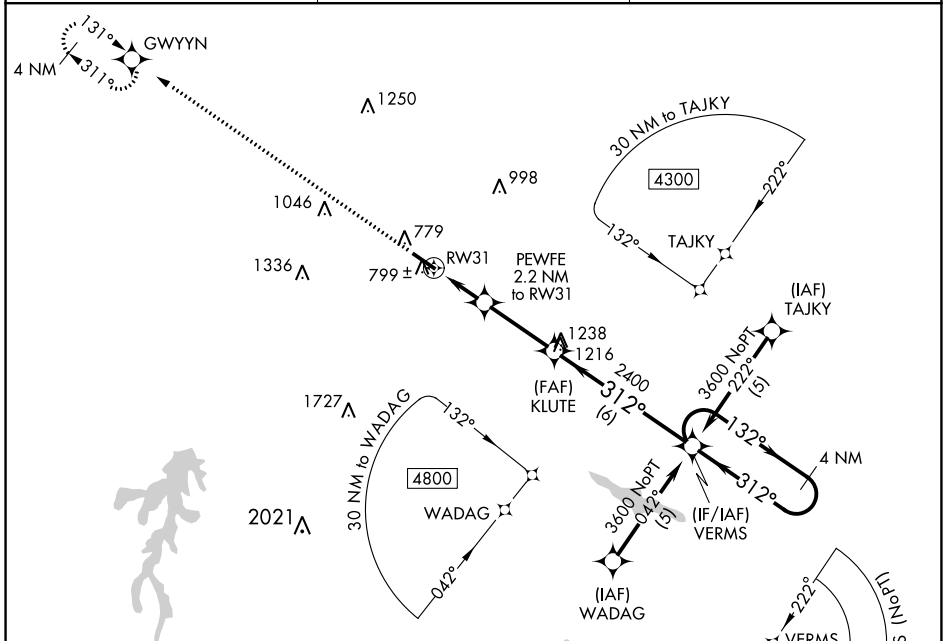 131°
GWYYN
4 NM
311°
1250
30 NM to TAJKY
998
4300
222°
1046
132°
779
TAJKY
RW31
PEWFE
2.2 NM
to RW31
1336
799 ±
(IAF)
TAJKY
1238
1216
3600 NoPT
222°
(5)
2400
312°
(6)
(FAF)
KLUTE
1727
30 NM to WADAG
132°
132°
4 NM
4800
312°
WADAG
3600 NoPT
042°
(5)
(IF/IAF)
VERMS
2021
042°
(IAF)
WADAG
222°
(NoPT)
VERMS